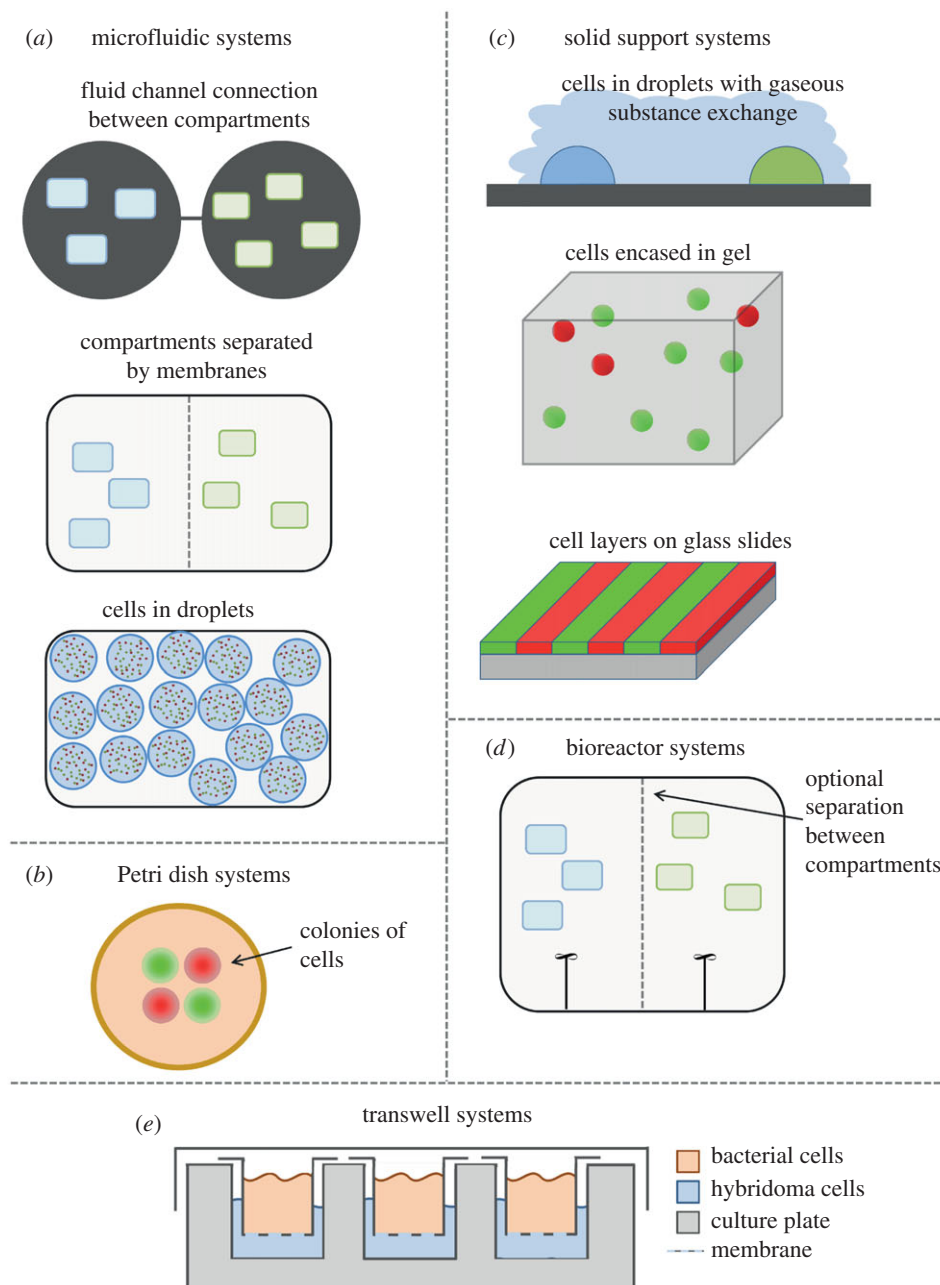 (a) microfluidic systems
fluid channel connection
between compartments
compartments separated
by membranes
cells in droplets
(b) Petri dish systems
colonies of
cells
(c) solid support systems
cells in droplets with gaseous
substance exchange
cells encased in gel
cell layers on glass slides
(d) bioreactor systems
optional
separation
between
compartments
(e) transwell systems
bacterial cells
hybridoma cells
culture plate
membrane